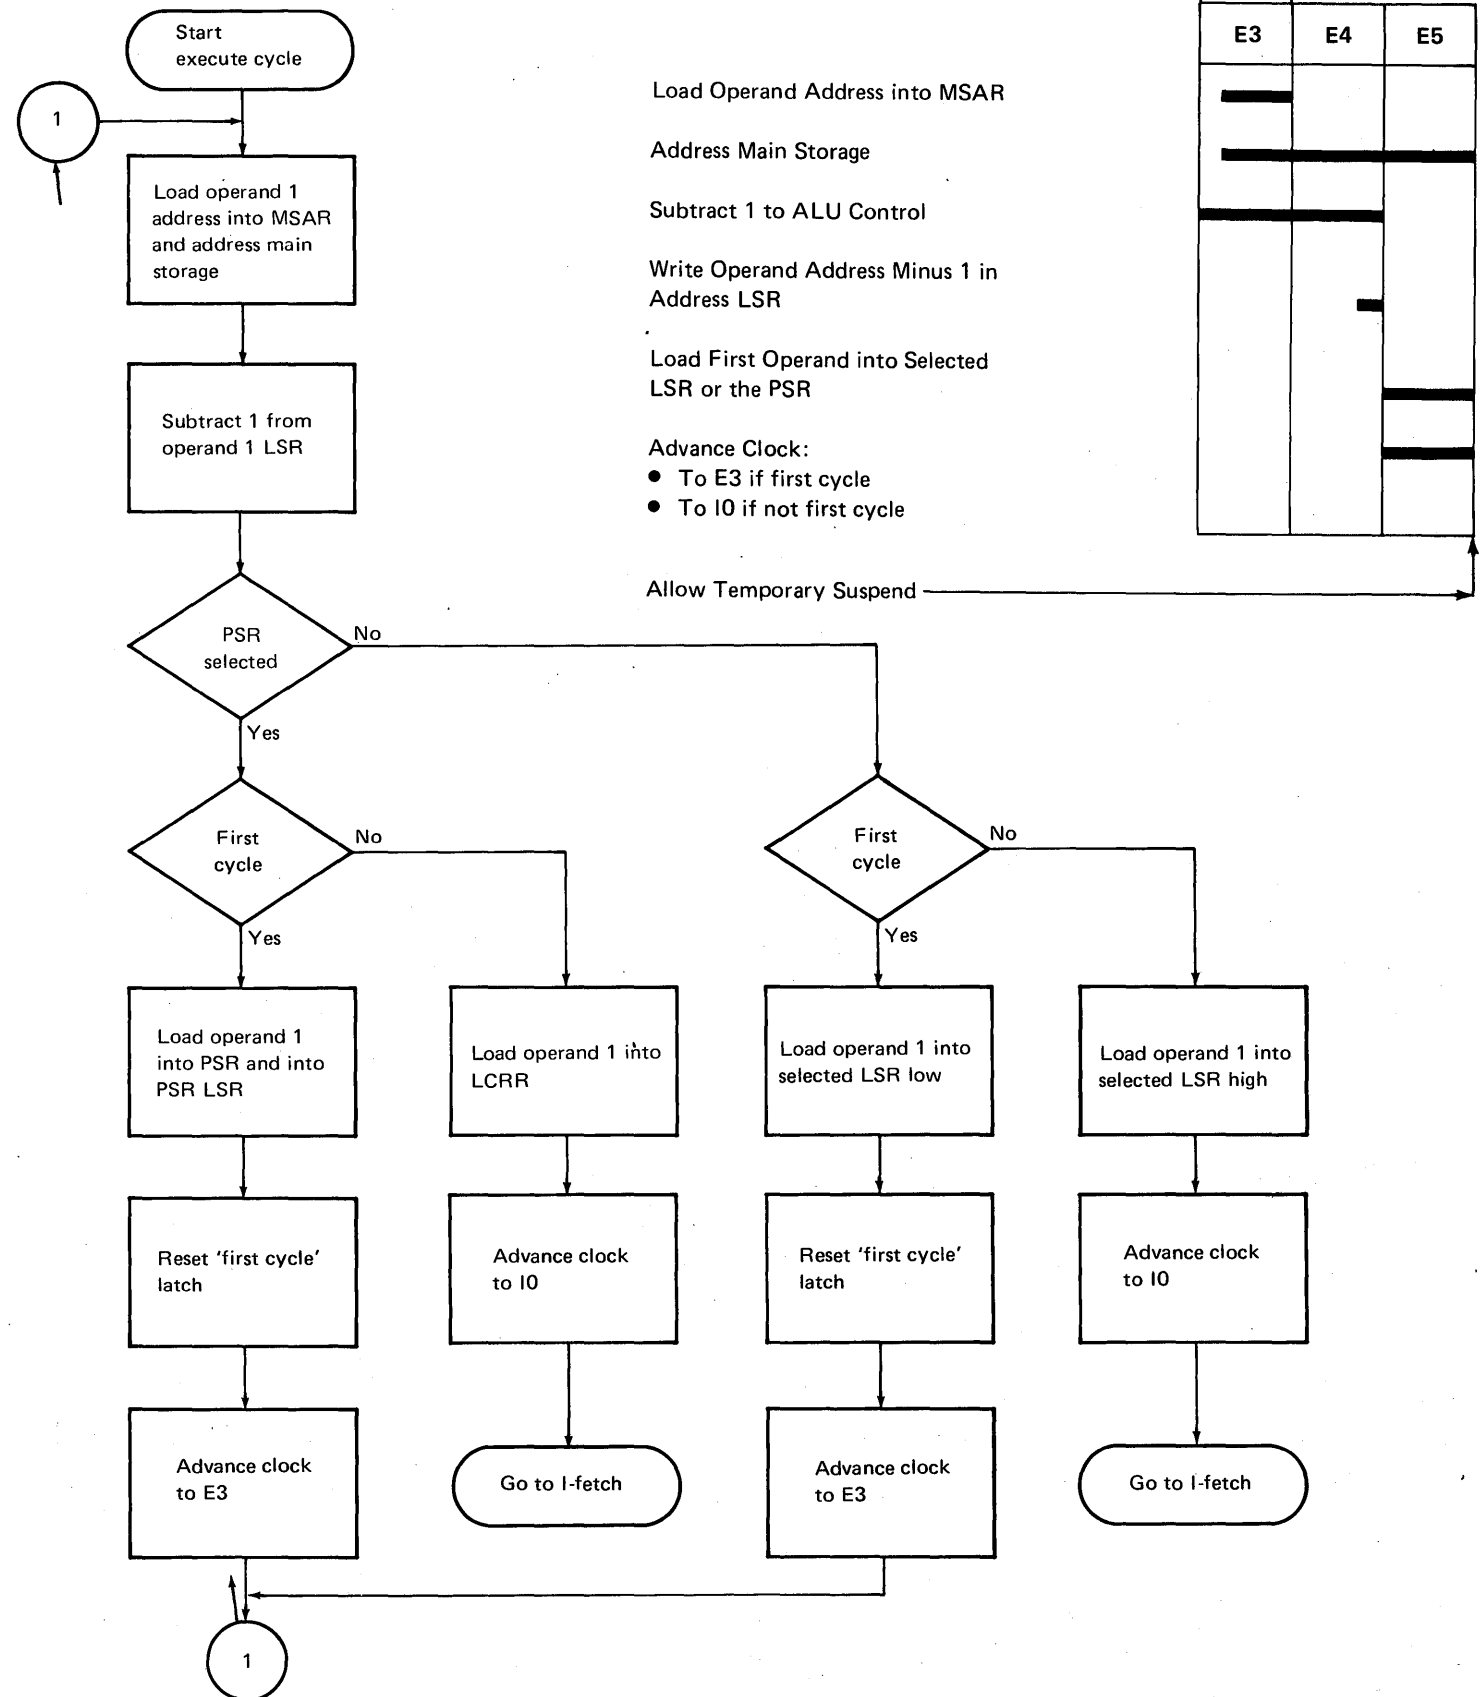 Start
execute cycle
1
Load operand 1
address into MSAR
and address main
storage
Subtract 1 from
operand 1 LSR
PSR
selected
No
Yes
First
cycle
No
Yes
First
cycle
No
Yes
Load operand 1
into PSR and into
PSR LSR
Load operand 1 into
LCRR
Load operand 1 into
selected LSR low
Load operand 1 into
selected LSR high
Reset 'first cycle'
latch
Advance clock
to I0
Reset 'first cycle'
latch
Advance clock
to I0
Advance clock
to E3
Go to I-fetch
Advance clock
to E3
Go to I-fetch
1
E3 E4 E5
Load Operand Address into MSAR
Address Main Storage
Subtract 1 to ALU Control
Write Operand Address Minus 1 in
Address LSR
Load First Operand into Selected
LSR or the PSR
Advance Clock:
● To E3 if first cycle
● To I0 if not first cycle
Allow Temporary Suspend